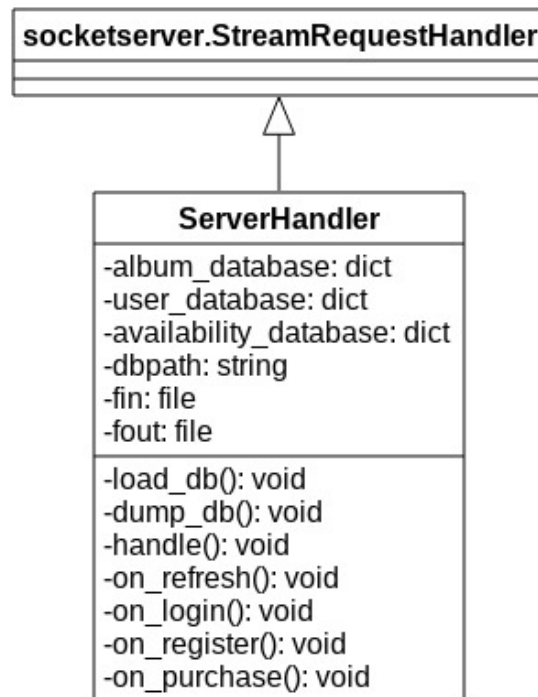 socketserver.StreamRequestHandler
ServerHandler
-album_database: dict
-user_database: dict
-availability_database: dict
-dbpath: string
-fin: file
-fout: file
-load_db(): void
-dump_db(): void
-handle(): void
-on_refresh(): void
-on_login(): void
-on_register(): void
-on_purchase(): void